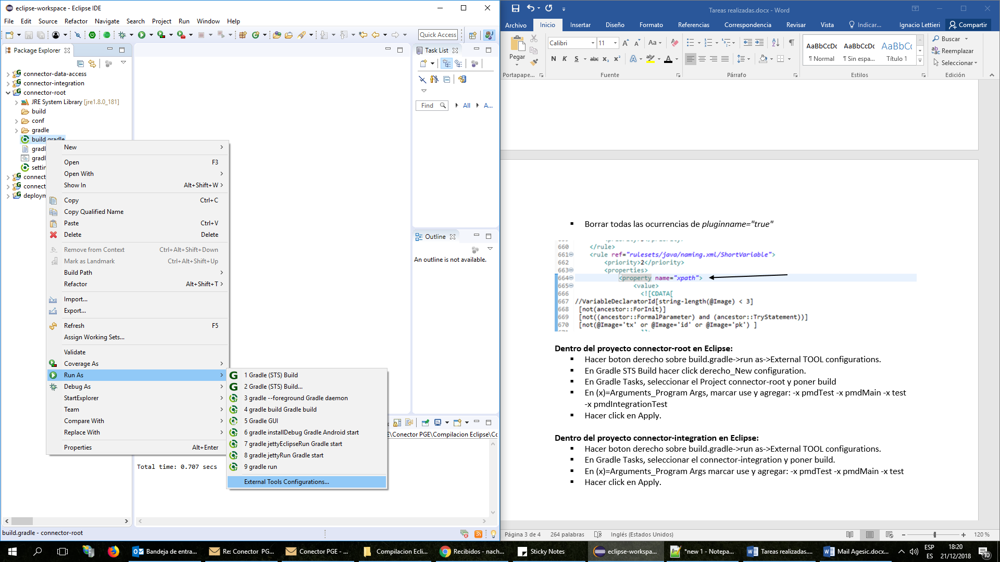 eclipse-workspace - Eclipse IDE
File Edit Source Refactor Navigate Search Project Run Window Help
Quick Access
Package Explorer
connector-data-access
connector-integration
connector-root
JRE System Library [jre1.8.0_181]
build
conf
gradle
build.gradle
gradl
gradl
settin
connect
connect
deploym
New
Open F3
Open With
Show In Alt+Shift+W
Copy Ctrl+C
Copy Qualified Name
Paste Ctrl+V
Delete Delete
Remove from Context Ctrl+Alt+Shift+Down
Mark as Landmark Ctrl+Alt+Shift+Up
Build Path
Refactor Alt+Shift+T
Import...
Export...
Refresh F5
Assign Working Sets...
Validate
Coverage As
Run As
Debug As
StartExplorer
Team
Compare With
Replace With
Properties Alt+Enter
1 Gradle (STS) Build
2 Gradle (STS) Build...
3 gradle --foreground Gradle daemon
4 gradle build Gradle build
5 Gradle GUI
6 gradle installDebug Gradle Android start
7 gradle jettyEclipseRun Gradle start
8 gradle jettyRun Gradle start
9 gradle run
External Tools Configurations...
Task List
Find All A...
Outline
An outline is not available.
E\Conector PGE\Compilacion Eclipse\Cc
Total time: 0.707 secs
build.gradle - connector-root
Tareas realizadas.docx - Word
Archivo Inicio Insertar Diseño Formato Referencias Correspondencia Revisar Vista Indicar... Ignacio Lettieri Compartir
Pegar
Calibri 11
Aa
N K S abc x₂ x² A A
AaBbCcDc AaBbCcDc AaBbCc
¶ Normal ¶ Sin espa... Título 1
Buscar
Reemplazar
Seleccionar
Portapape... Fuente Párrafo Estilos Edición
Borrar todas las ocurrencias de pluginname="true"
660 </rule>
661 <rule ref="rulesets/java/naming.xml/ShortVariable">
662 <priority>2</priority>
663 <properties>
664 <property name="xpath">
665 <value>
666 <![CDATA[
667 //VariableDeclaratorId[string-length(@Image) < 3]
668 [not(ancestor::ForInit)]
669 [not((ancestor::FormalParameter) and (ancestor::TryStatement))]
670 [not(@Image='tx' or @Image='id' or @Image='pk') ]
Dentro del proyecto connector-root en Eclipse:
Hacer boton derecho sobre build.gradle->run as->External TOOL configurations.
En Gradle STS Build hacer click derecho_New configuration.
En Gradle Tasks, seleccionar el Project connector-root y poner build
En (x)=Arguments_Program Args, marcar use y agregar: -x pmdTest -x pmdMain -x test
-x pmdIntegrationTest
Hacer click en Apply.
Dentro del proyecto connector-integration en Eclipse:
Hacer boton derecho sobre build.gradle->run as->External TOOL configurations.
En Gradle Tasks, seleccionar el connector-integration y poner build.
En (x)=Arguments_Program Args marcar use y agregar: -x pmdTest -x pmdMain -x test
Hacer click en Apply.
Página 3 de 4 264 palabras Inglés (Estados Unidos) 120 %
Bandeja de entra... Re: Conector PG... Conector PGE - ... Compilacion Ecli... Recibidos - nach... Sticky Notes eclipse-workspa... *new 1 - Notepa... Tareas realizadas.... Mail Agesic.docx...
ESP
ES
18:20
21/12/2018
10